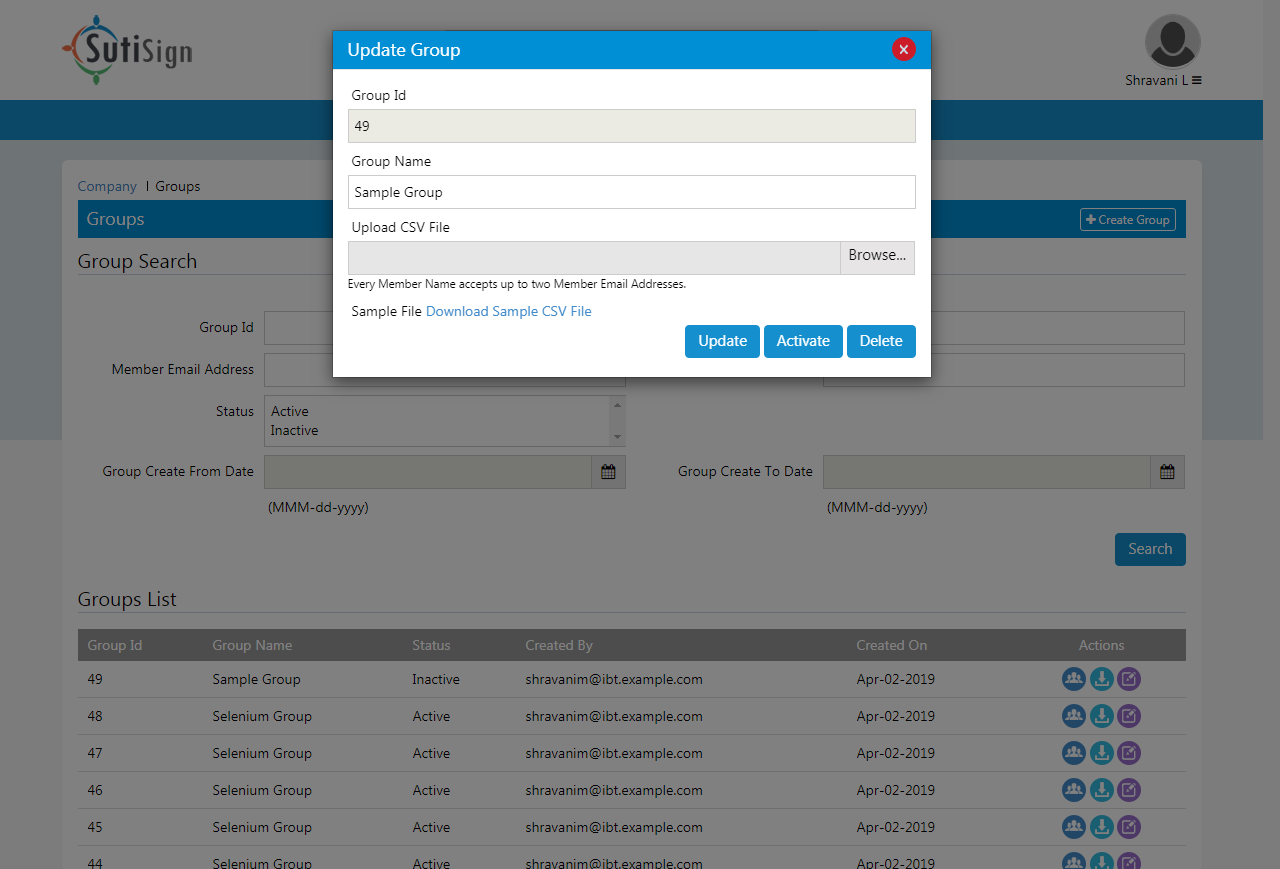 SutiSign
Shravani L
Update Group
Group Id
49
Group Name
Sample Group
Upload CSV File
Browse...
Every Member Name accepts up to two Member Email Addresses.
Sample File Download Sample CSV File
Update Activate Delete
Company | Groups
Groups
Create Group
Group Search
Group Id
Member Email Address
Status
Active
Inactive
Group Create From Date
(MMM-dd-yyyy)
Group Create To Date
(MMM-dd-yyyy)
Search
Groups List
Group Id Group Name Status Created By Created On Actions
49 Sample Group Inactive shravanim@ibt.example.com Apr-02-2019
48 Selenium Group Active shravanim@ibt.example.com Apr-02-2019
47 Selenium Group Active shravanim@ibt.example.com Apr-02-2019
46 Selenium Group Active shravanim@ibt.example.com Apr-02-2019
45 Selenium Group Active shravanim@ibt.example.com Apr-02-2019
44 Selenium Group Active shravanim@ibt.example.com Apr-02-2019